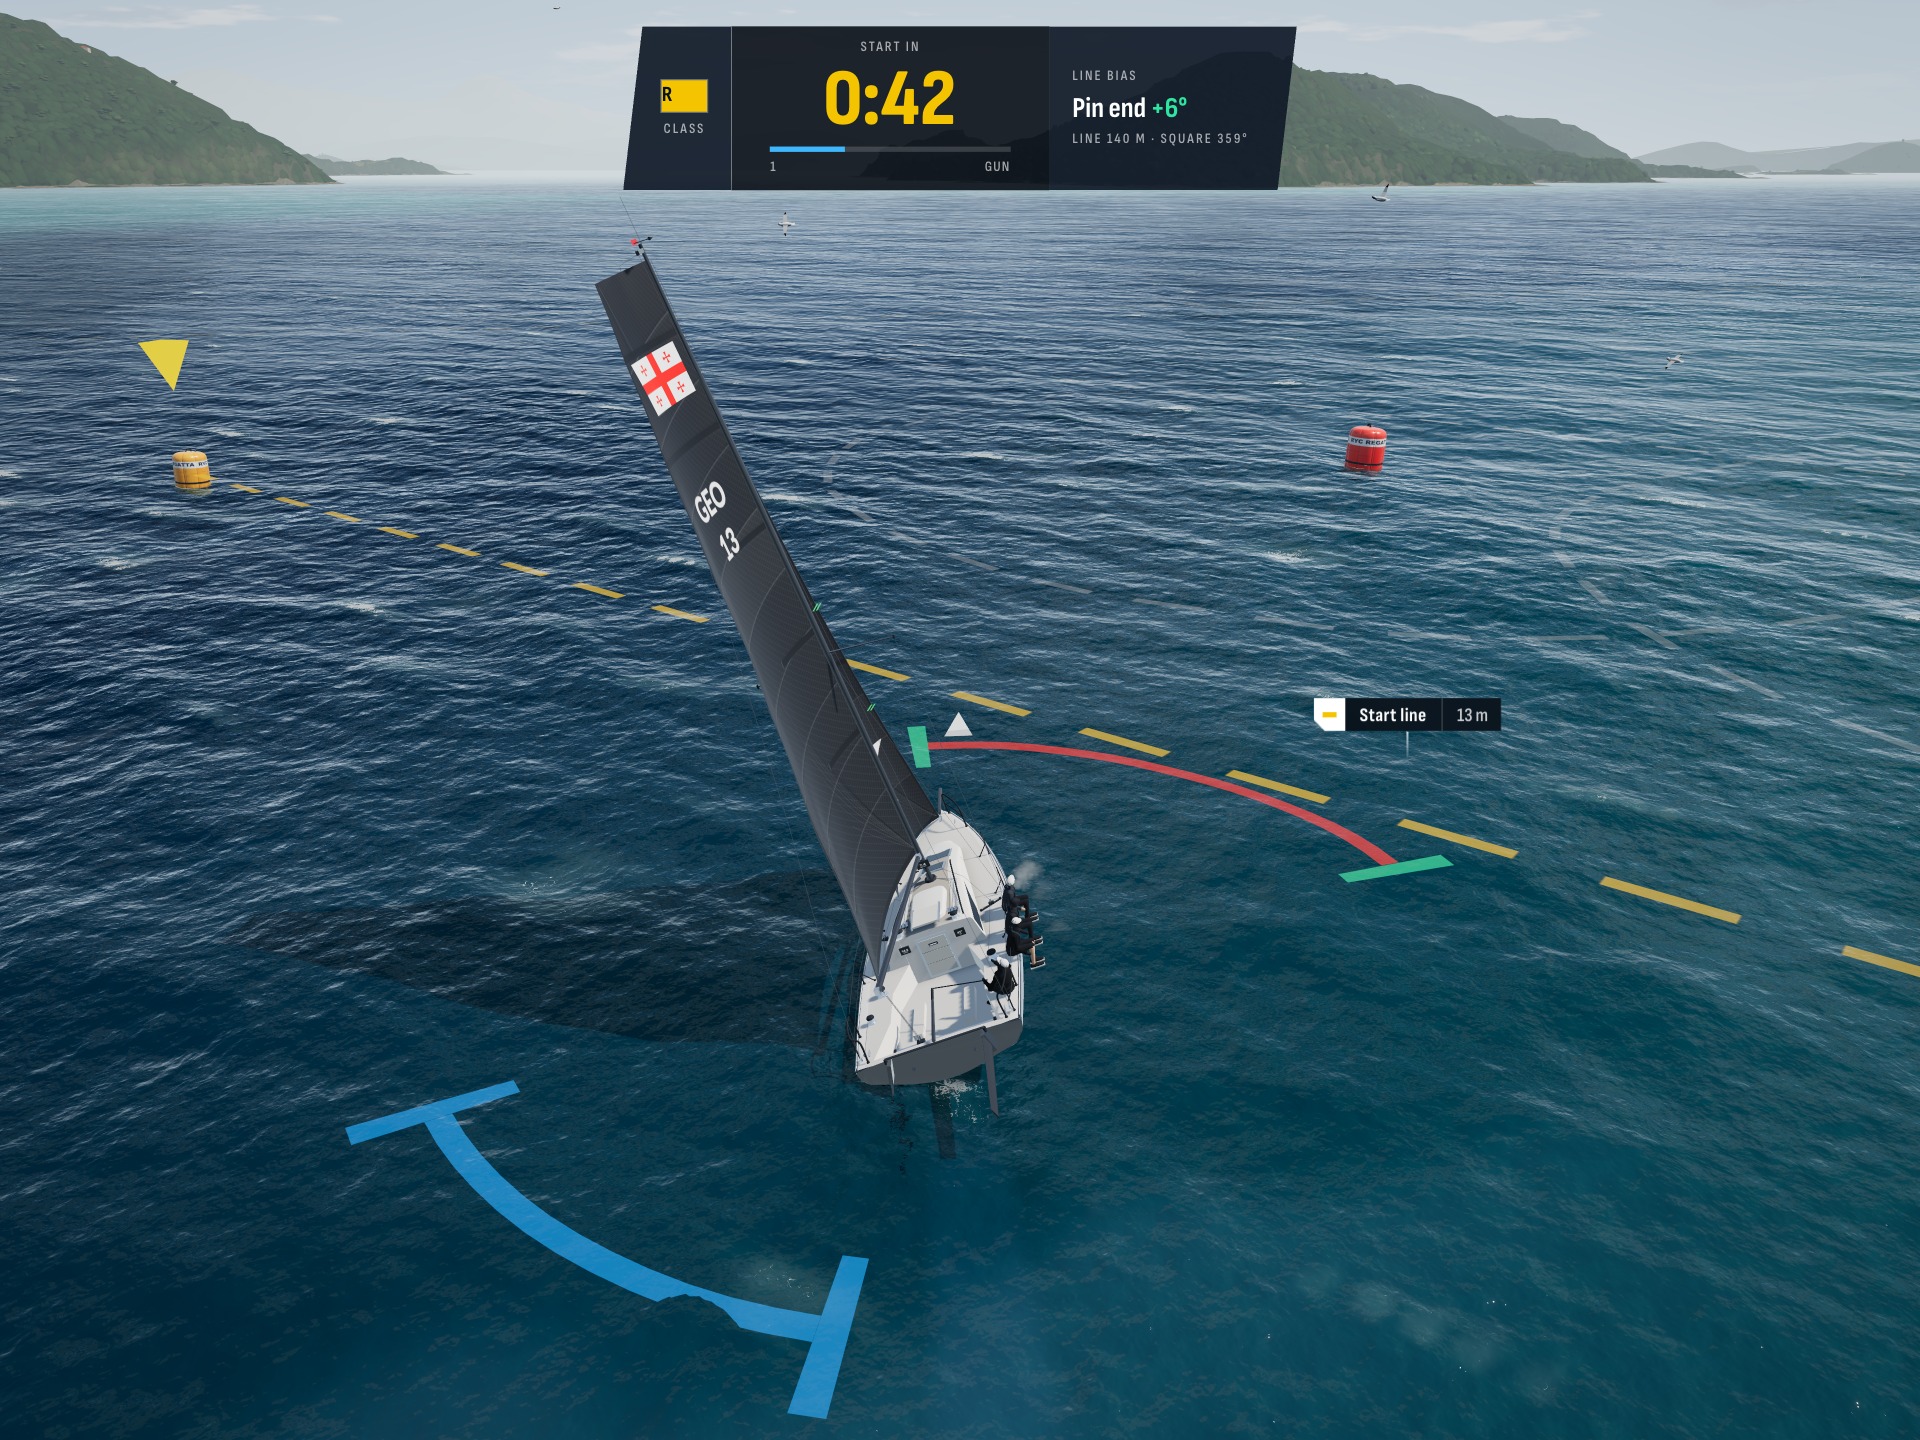 START IN
R
CLASS
0:42
1
GUN
LINE BIAS
Pin end +6°
LINE 140 M · SQUARE 359°
GEO
13
Start line
13 m